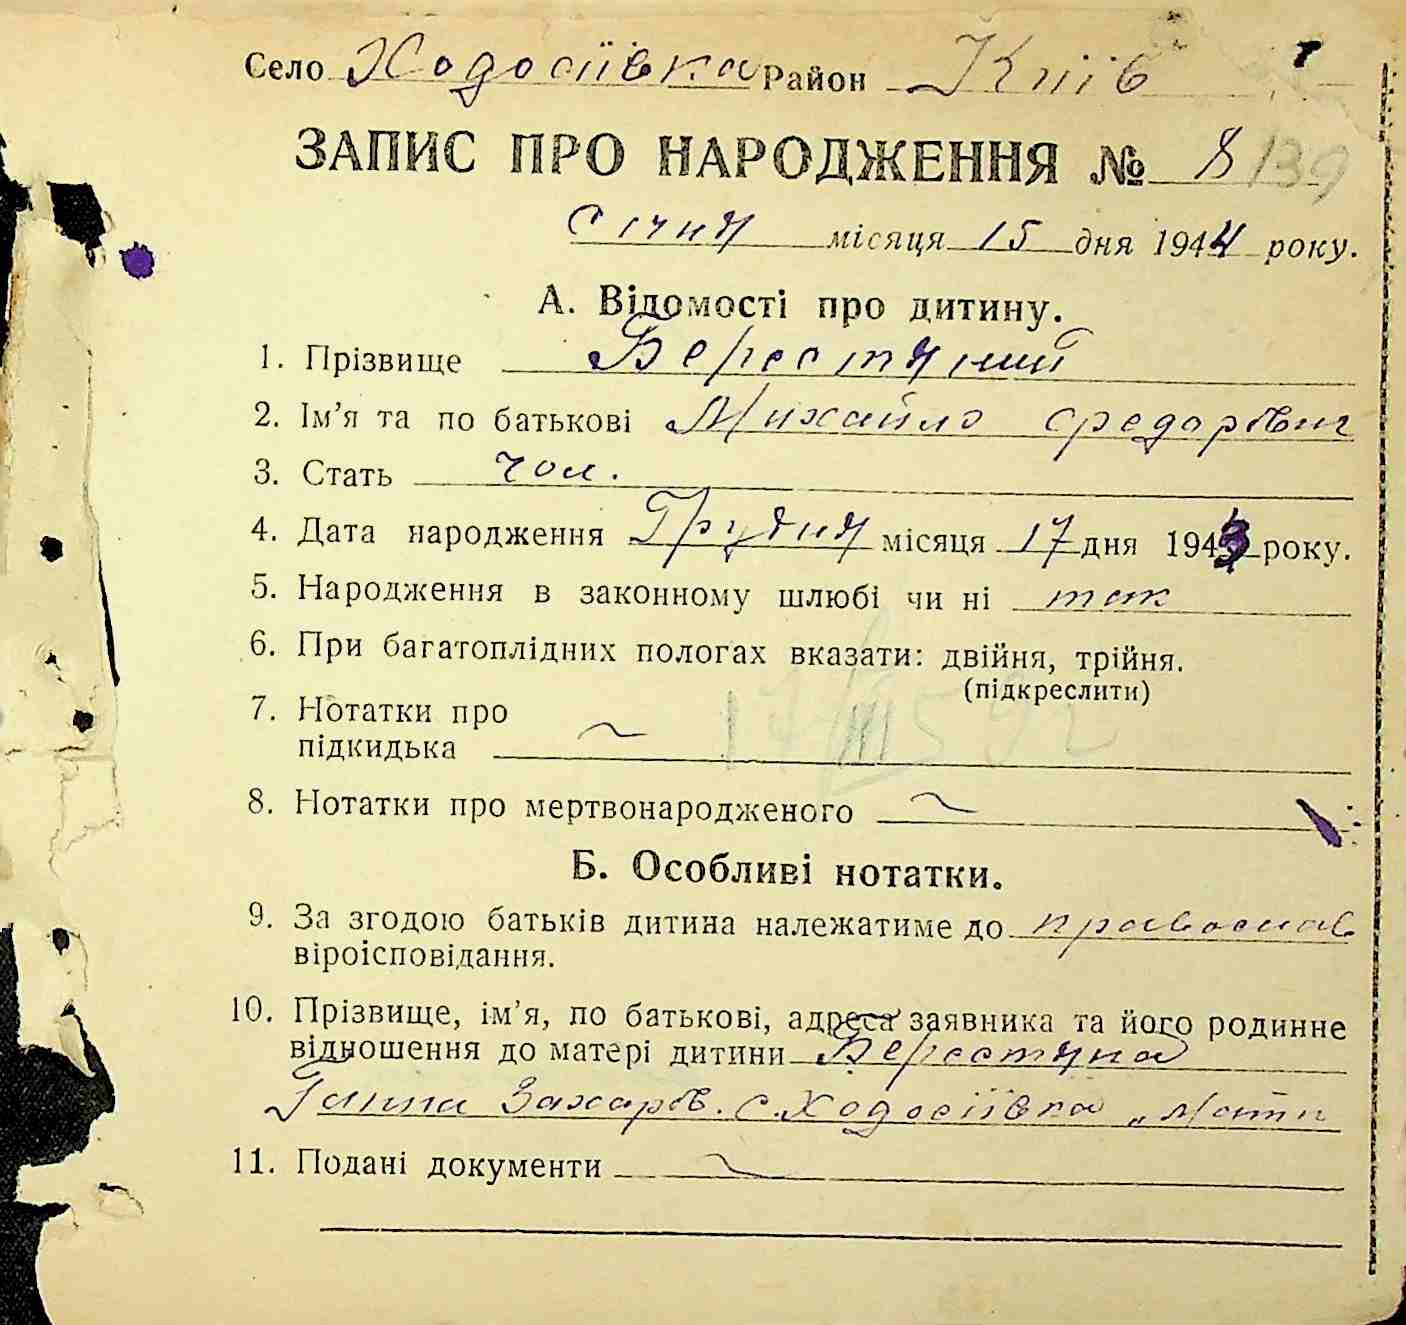 Село Ходосіївка Район Київ
ЗАПИС ПРО НАРОДЖЕННЯ № 8 139
Січня місяця 15 дня 1944 року.
А. Відомості про дитину.
1. Прізвище Берестяний
2. Ім’я та по батькові Михайло Федорович
3. Стать чол.
4. Дата народження Грудня місяця 17 дня 1943 року.
5. Народження в законному шлюбі чи ні так
6. При багатоплідних пологах вказати: двійня, трійня.
(підкреслити)
7. Нотатки про
підкидька
8. Нотатки про мертвонародженого
Б. Особливі нотатки.
9. За згодою батьків дитина належатиме до православ
віроісповідання.
10. Прізвище, ім’я, по батькові, адреса заявника та його родинне
відношення до матері дитини
Ганна Захаров. с. Ходосіївка „ мати
11. Подані документи